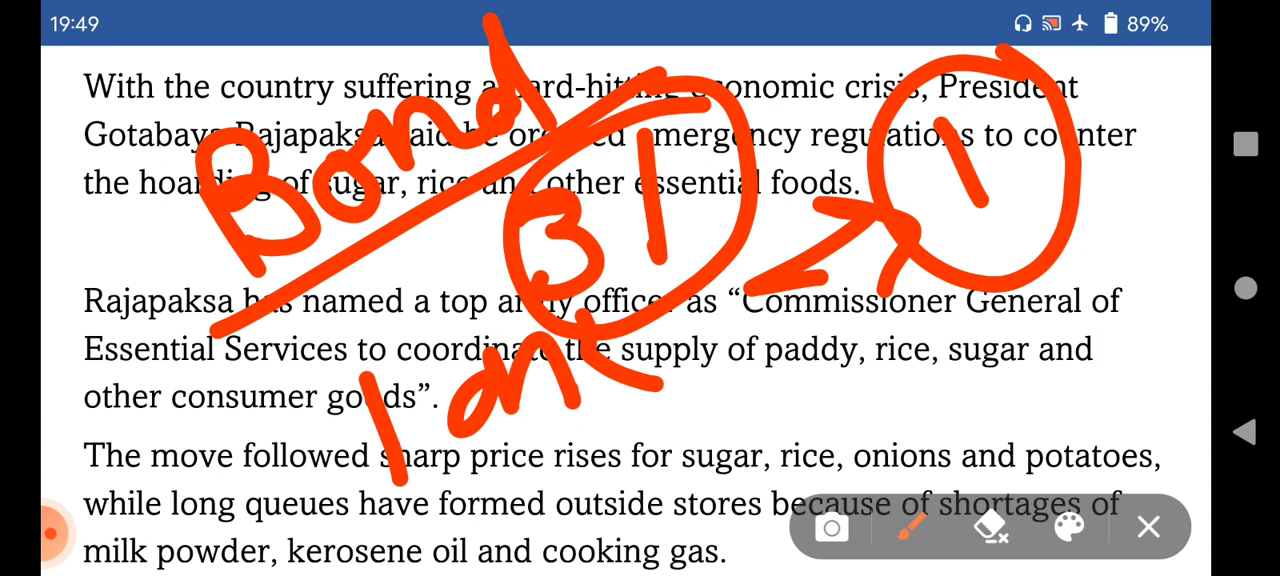 19:49
89%
With the country suffering a hard-hitting economic crisis, President
Gotabaya Rajapaksa said he ordered emergency regulations to counter
the hoarding of sugar, rice and other essential foods.
Bond
31
1
Rajapaksa has named a top army officer as “Commissioner General of
Essential Services to coordinate the supply of paddy, rice, sugar and
other consumer goods”.
The move followed sharp price rises for sugar, rice, onions and potatoes,
while long queues have formed outside stores because of shortages of
milk powder, kerosene oil and cooking gas.